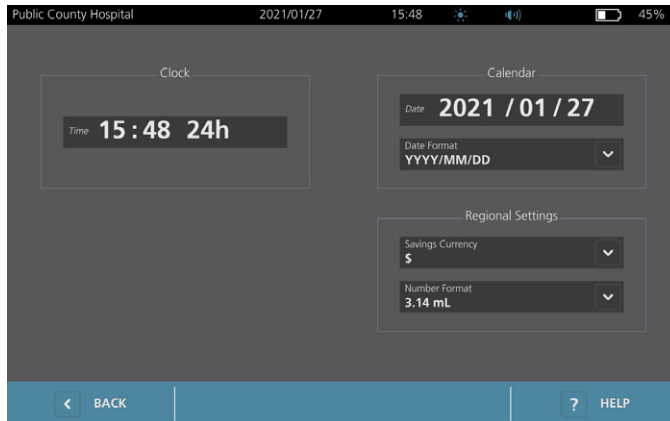 Public County Hospital 2021/01/27 15:48 45%
Clock
Time 15 : 48 24h
Calendar
Date 2021 / 01 / 27
Date Format
YYYY/MM/DD
Regional Settings
Savings Currency
$
Number Format
3.14 mL
BACK
? HELP